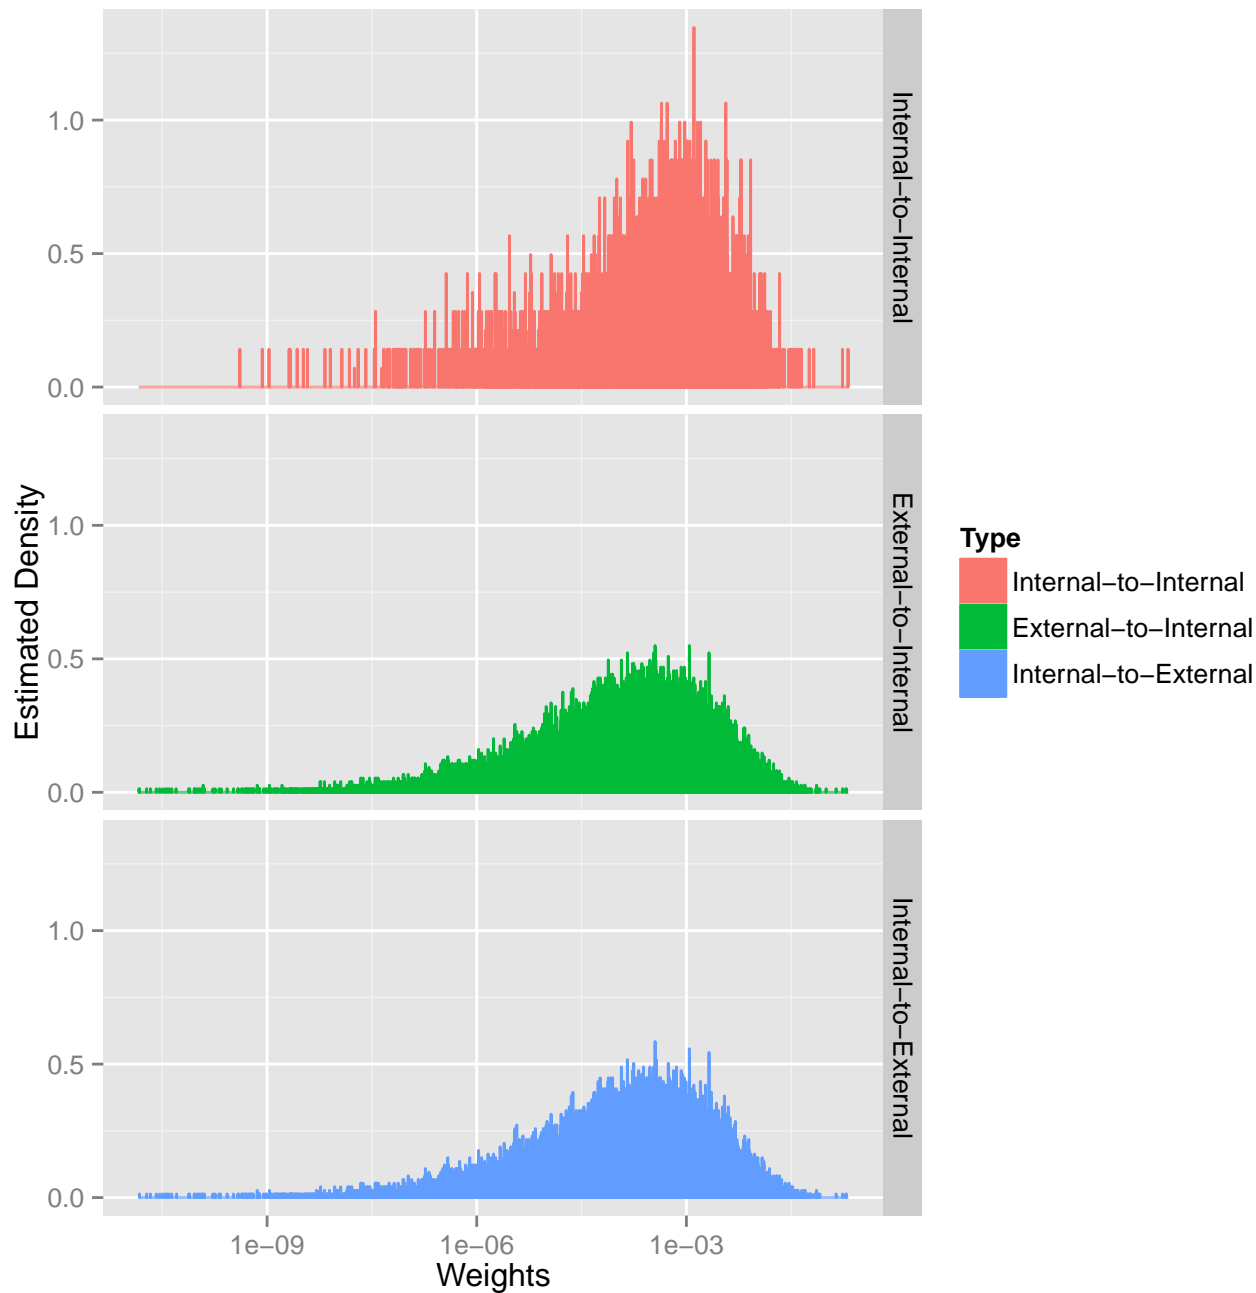 Estimated Density
1.0
0.5
0.0
Internal−to−Internal
1.0
0.5
0.0
External−to−Internal
1.0
0.5
0.0
Internal−to−External
1e−09
1e−06
1e−03
Weights
Type
Internal−to−Internal
External−to−Internal
Internal−to−External